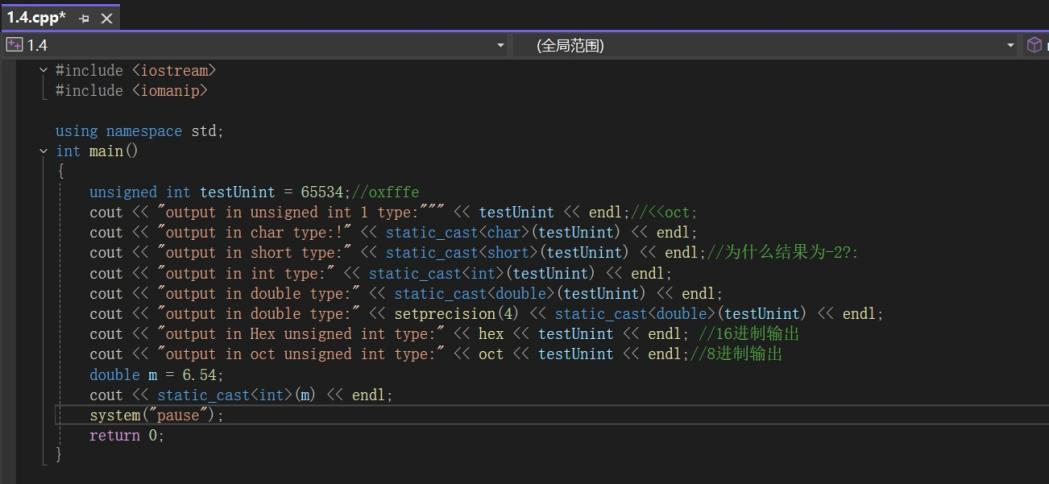 1.4.cpp*
1.4 (全局范围)
#include <iostream>
#include <iomanip>
using namespace std;
int main()
{
unsigned int testUnint = 65534;//oxfffe
cout << "output in unsigned int 1 type:""" << testUnint << endl;//<<oct;
cout << "output in char type:!" << static_cast<char>(testUnint) << endl;
cout << "output in short type:" << static_cast<short>(testUnint) << endl;//为什么结果为-2?:
cout << "output in int type:" << static_cast<int>(testUnint) << endl;
cout << "output in double type:" << static_cast<double>(testUnint) << endl;
cout << "output in double type:" << setprecision(4) << static_cast<double>(testUnint) << endl;
cout << "output in Hex unsigned int type:" << hex << testUnint << endl; //16进制输出
cout << "output in oct unsigned int type:" << oct << testUnint << endl;//8进制输出
double m = 6.54;
cout << static_cast<int>(m) << endl;
system("pause");
return 0;
}